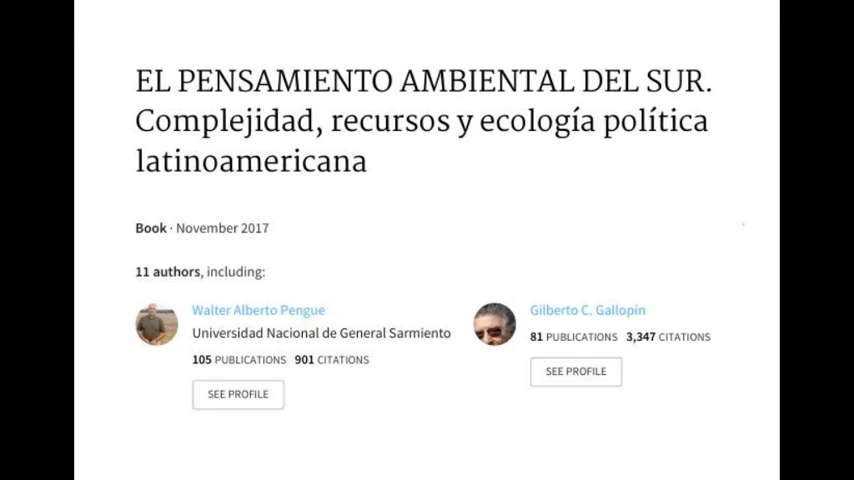 EL PENSAMIENTO AMBIENTAL DEL SUR.
Complejidad, recursos y ecología política
latinoamericana
Book · November 2017
11 authors, including:
Walter Alberto Pengue
Universidad Nacional de General Sarmiento
105 PUBLICATIONS 901 CITATIONS
SEE PROFILE
Gilberto C. Gallopín
81 PUBLICATIONS 3,347 CITATIONS
SEE PROFILE